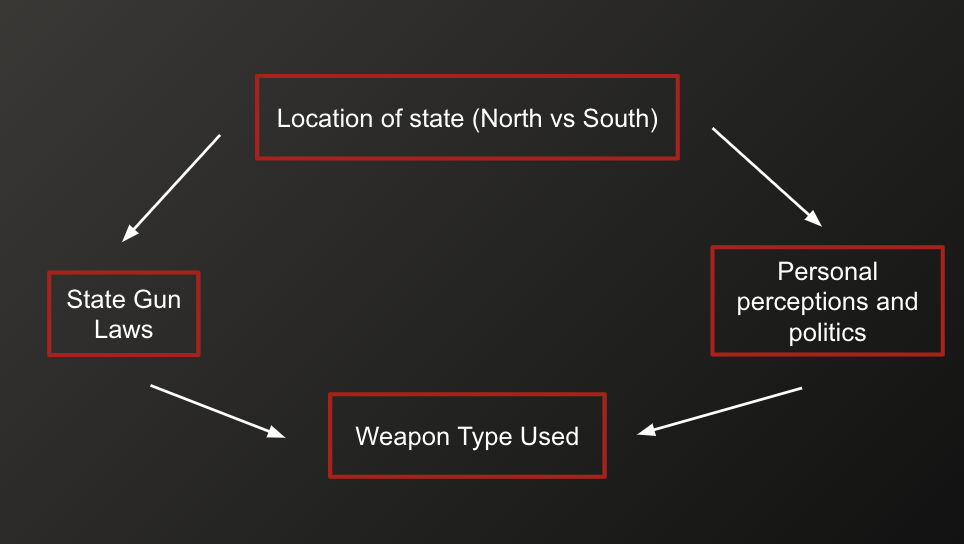 Location of state (North vs South)
State Gun
Laws
Personal
perceptions and
politics
Weapon Type Used